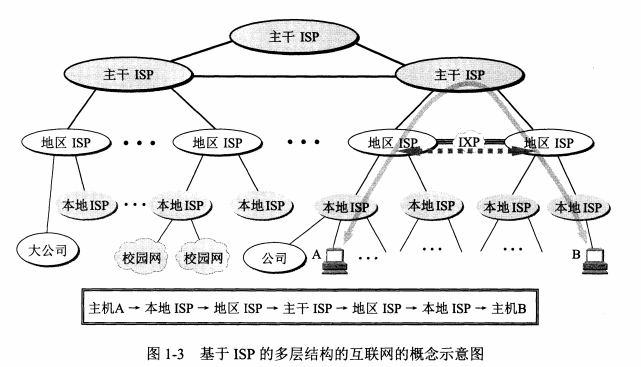 主干 ISP
主干 ISP
主干 ISP
地区 ISP
• • •
地区 ISP
• • •
地区 ISP
IXP
地区 ISP
本地ISP
• • •
本地ISP
本地ISP
本地ISP
本地ISP
本地ISP
本地ISP
大公司
校园网
校园网
公司
A
• • •
• • •
• • •
B
主机A → 本地 ISP → 地区 ISP → 主干 ISP → 地区 ISP → 本地 ISP → 主机B
图 1-3 基于 ISP 的多层结构的互联网的概念示意图